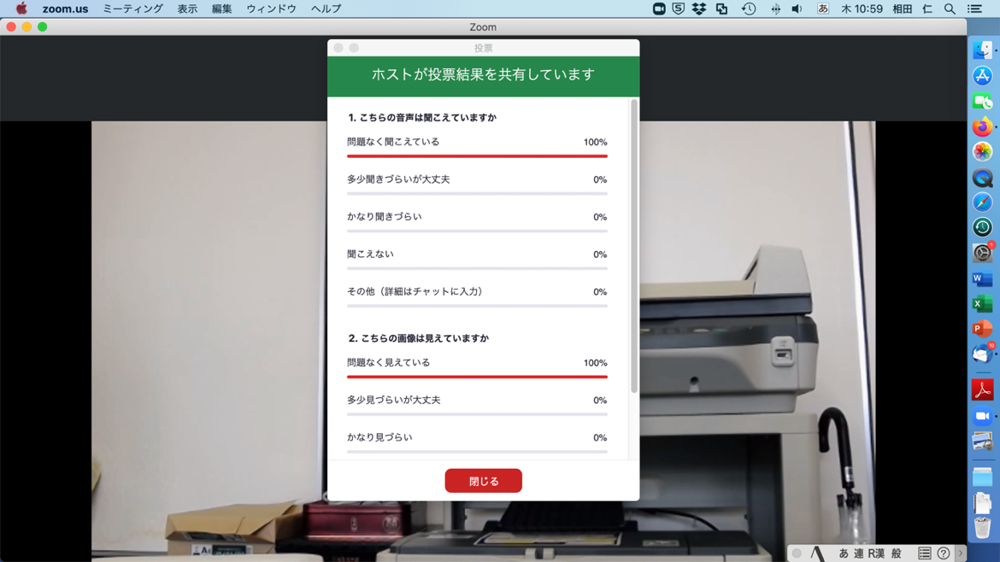 zoom.us ミーティング 表示 編集 ウィンドウ ヘルプ あ 木 10:59 相田 仁
Zoom
投票
ホストが投票結果を共有しています
1. こちらの音声は聞こえていますか
問題なく聞こえている 100%
多少聞きづらいが大丈夫 0%
かなり聞きづらい 0%
聞こえない 0%
その他（詳細はチャットに入力） 0%
2. こちらの画像は見えていますか
問題なく見えている 100%
多少見づらいが大丈夫 0%
かなり見づらい 0%
閉じる
1
W
X
P
10
あ 連 R漢 般